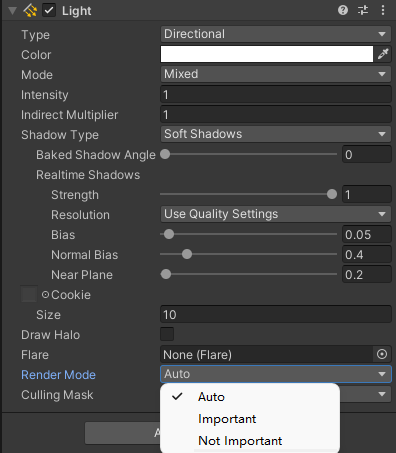 Light
Type Directional
Color
Mode Mixed
Intensity 1
Indirect Multiplier 1
Shadow Type Soft Shadows
Baked Shadow Angle 0
Realtime Shadows
Strength 1
Resolution Use Quality Settings
Bias 0.05
Normal Bias 0.4
Near Plane 0.2
Cookie
Size 10
Draw Halo
Flare None (Flare)
Render Mode Auto
Culling Mask
Auto
Important
Not Important
A